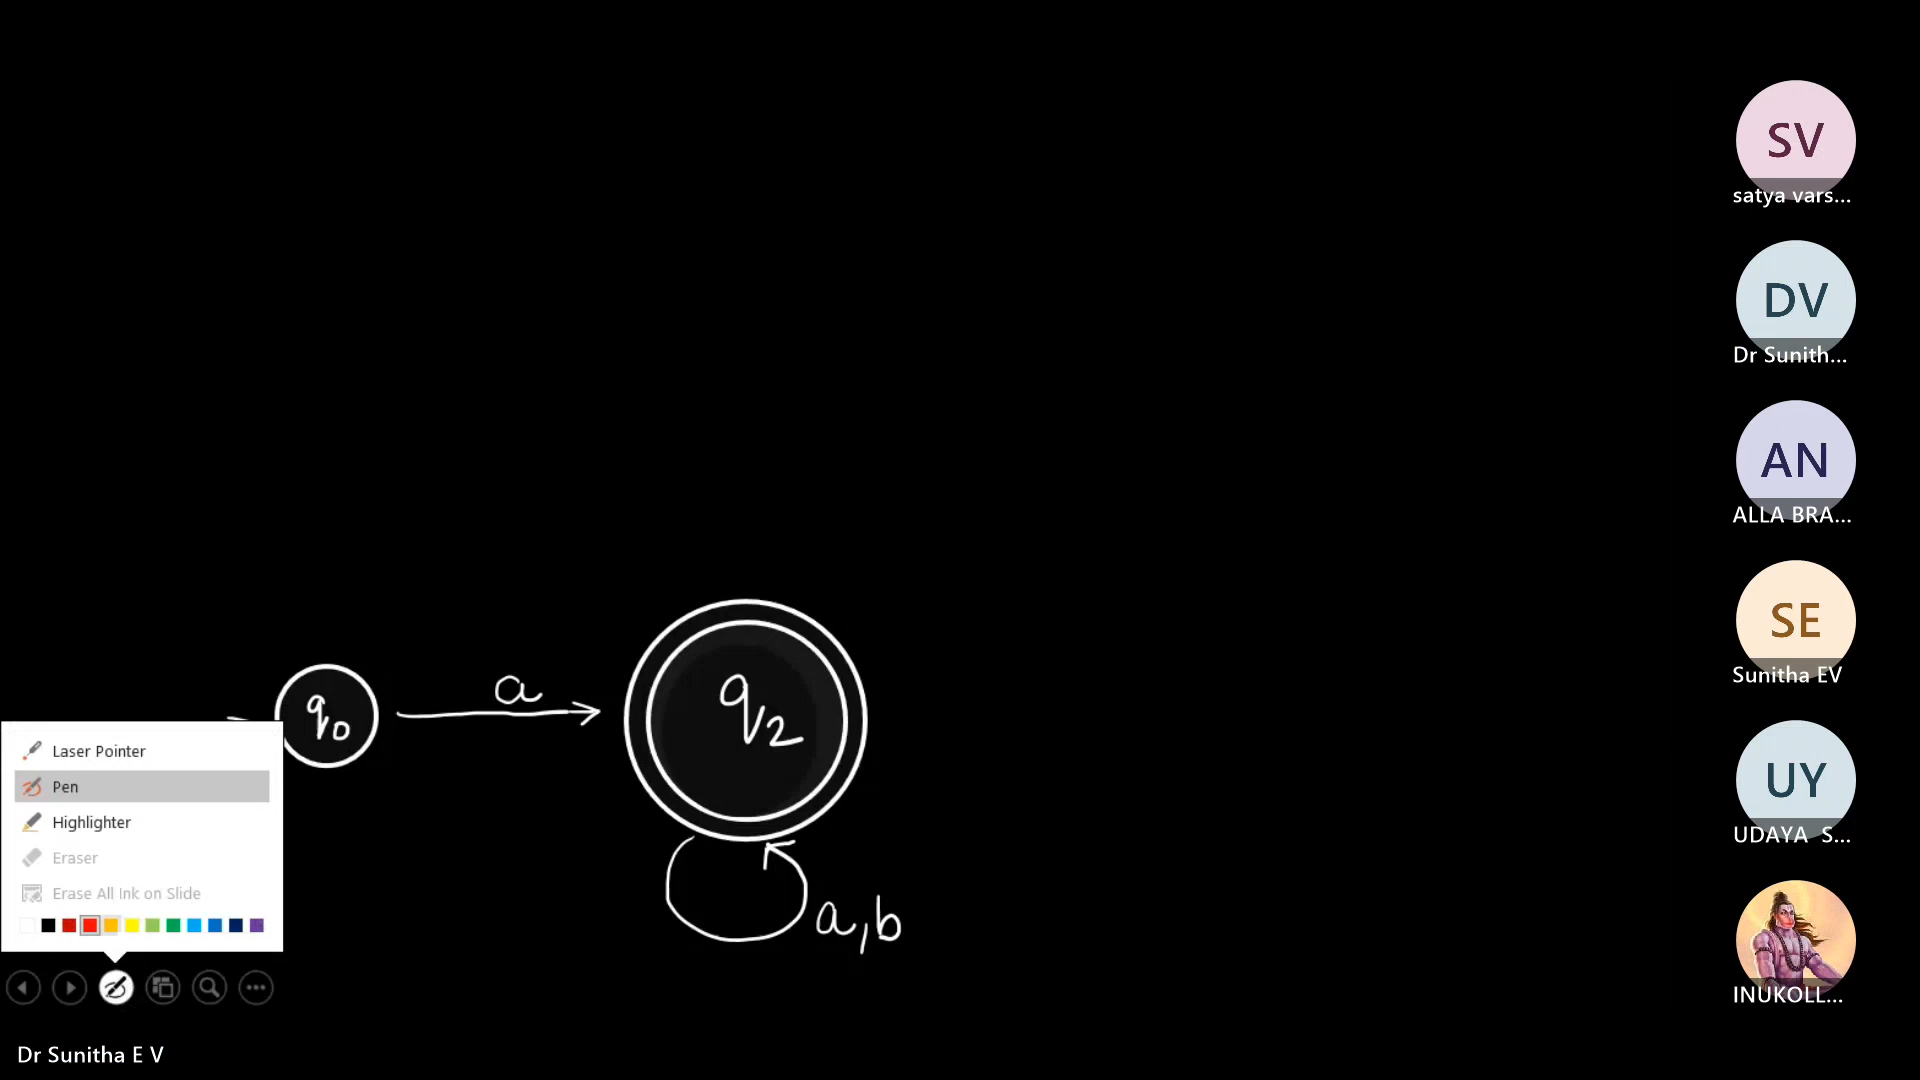 SV
satya vars...
DV
Dr Sunith...
AN
ALLA BRA...
SE
Sunitha EV
a
q0
q2
Laser Pointer
Pen
Highlighter
Eraser
Erase All Ink on Slide
a,b
UY
UDAYA S...
INUKOLL...
Dr Sunitha E V